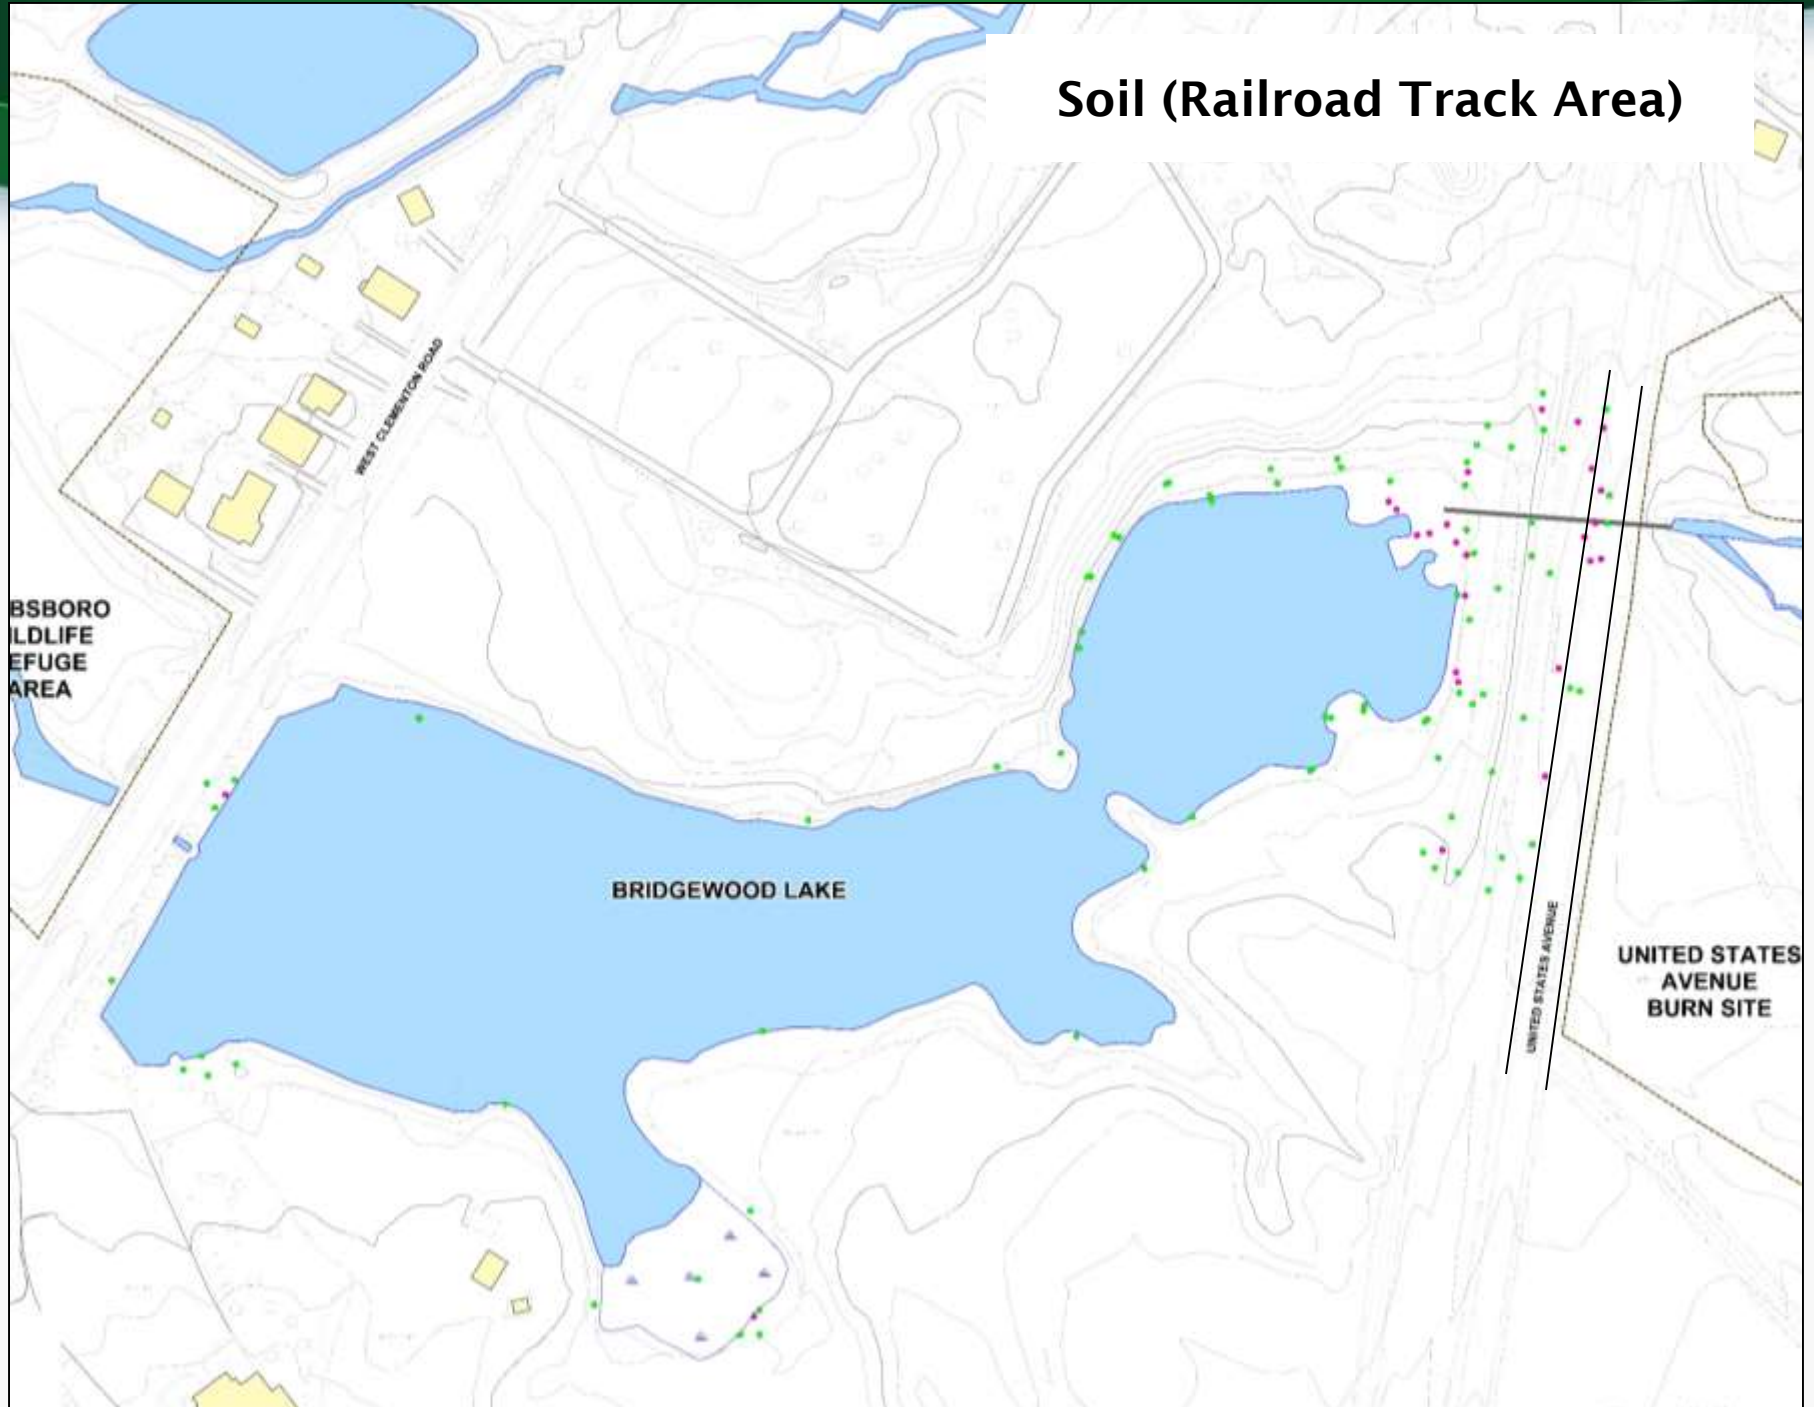 Soil (Railroad Track Area)
WEST CLEMENTON ROAD
BSBORO
ILDLIFE
EFUGE
AREA
BRIDGEWOOD LAKE
UNITED STATES AVENUE
UNITED STATES
AVENUE
BURN SITE